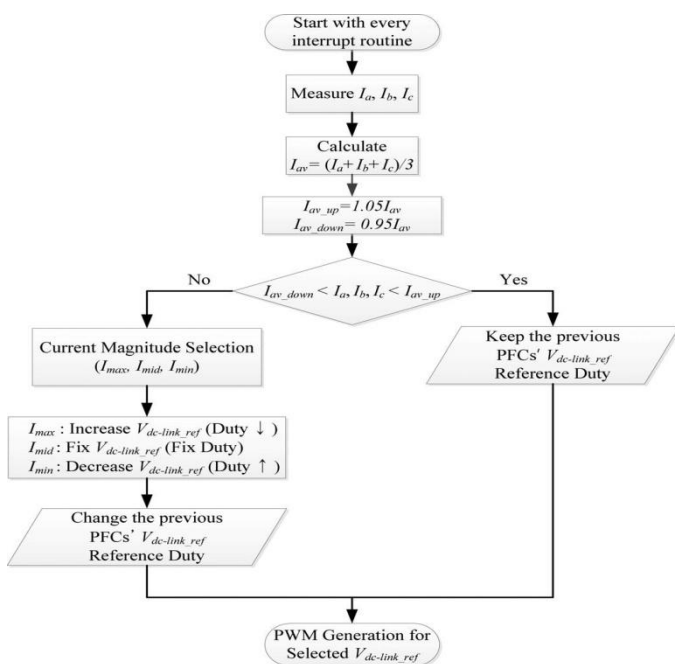 Start with every
interrupt routine
Measure Ia, Ib, Ic
Calculate
Iav= (Ia+Ib+Ic)/3
Iav_up=1.05Iav
Iav_down= 0.95Iav
Iav_down < Ia, Ib, Ic < Iav_up
No
Yes
Current Magnitude Selection
(Imax, Imid, Imin)
Imax : Increase Vdc-link_ref (Duty ↓ )
Imid : Fix Vdc-link_ref (Fix Duty)
Imin : Decrease Vdc-link_ref (Duty ↑ )
Change the previous
PFCs' Vdc-link_ref
Reference Duty
Keep the previous
PFCs' Vdc-link_ref
Reference Duty
PWM Generation for
Selected Vdc-link_ref